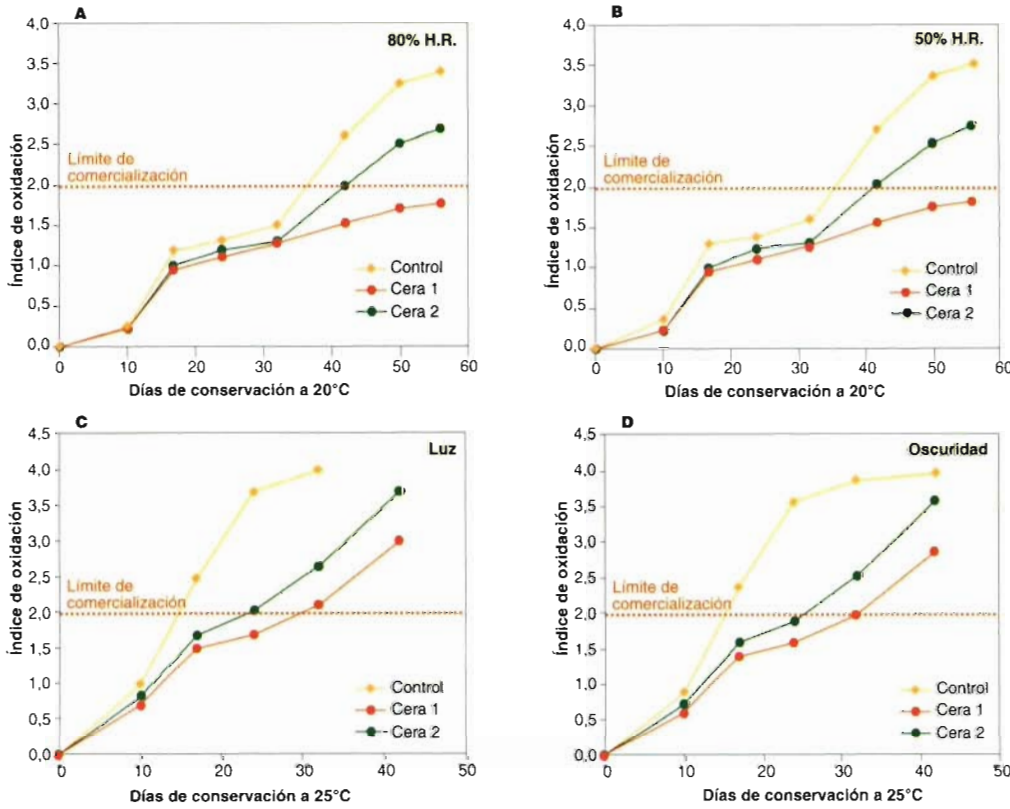 A
80% H.R.
4,0
3,5
3,0
2,5
2,0
1,5
1,0
0,5
0,0
Índice de oxidación
Límite de
comercialización
Control
Cera 1
Cera 2
0 10 20 30 40 50 60
Días de conservación a 20°C
B
50% H.R.
4,0
3,5
3,0
2,5
2,0
1,5
1,0
0,5
0,0
Índice de oxidación
Límite de
comercialización
Control
Cera 1
Cera 2
0 10 20 30 40 50 60
Días de conservación a 20°C
C
Luz
4,5
4,0
3,5
3,0
2,5
2,0
1,5
1,0
0,5
0,0
Índice de oxidación
Límite de
comercialización
Control
Cera 1
Cera 2
0 10 20 30 40 50
Días de conservación a 25°C
D
Oscuridad
4,5
4,0
3,5
3,0
2,5
2,0
1,5
1,0
0,5
0,0
Índice de oxidación
Límite de
comercialización
Control
Cera 1
Cera 2
0 10 20 30 40 50
Días de conservación a 25°C